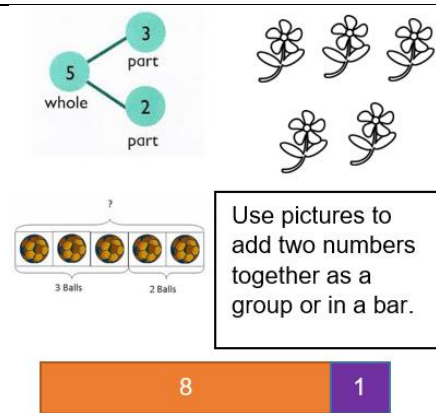 3
part
5
whole
2
part
?
3 Balls
2 Balls
Use pictures to
add two numbers
together as a
group or in a bar.
8
1